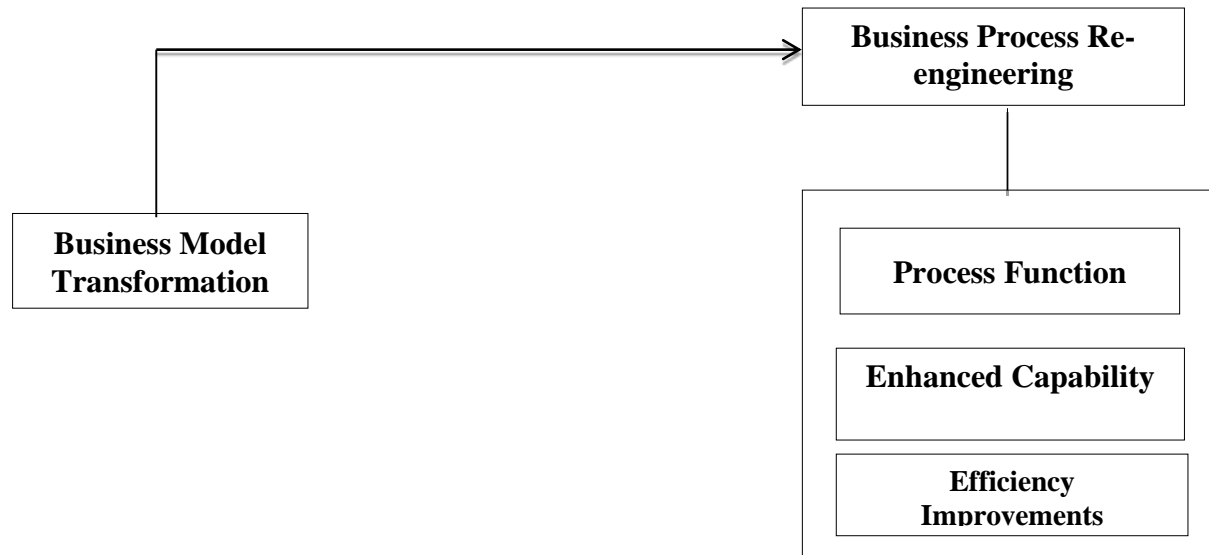 Business Process Re-
engineering
Business Model
Transformation
Process Function
Enhanced Capability
Efficiency
Improvements